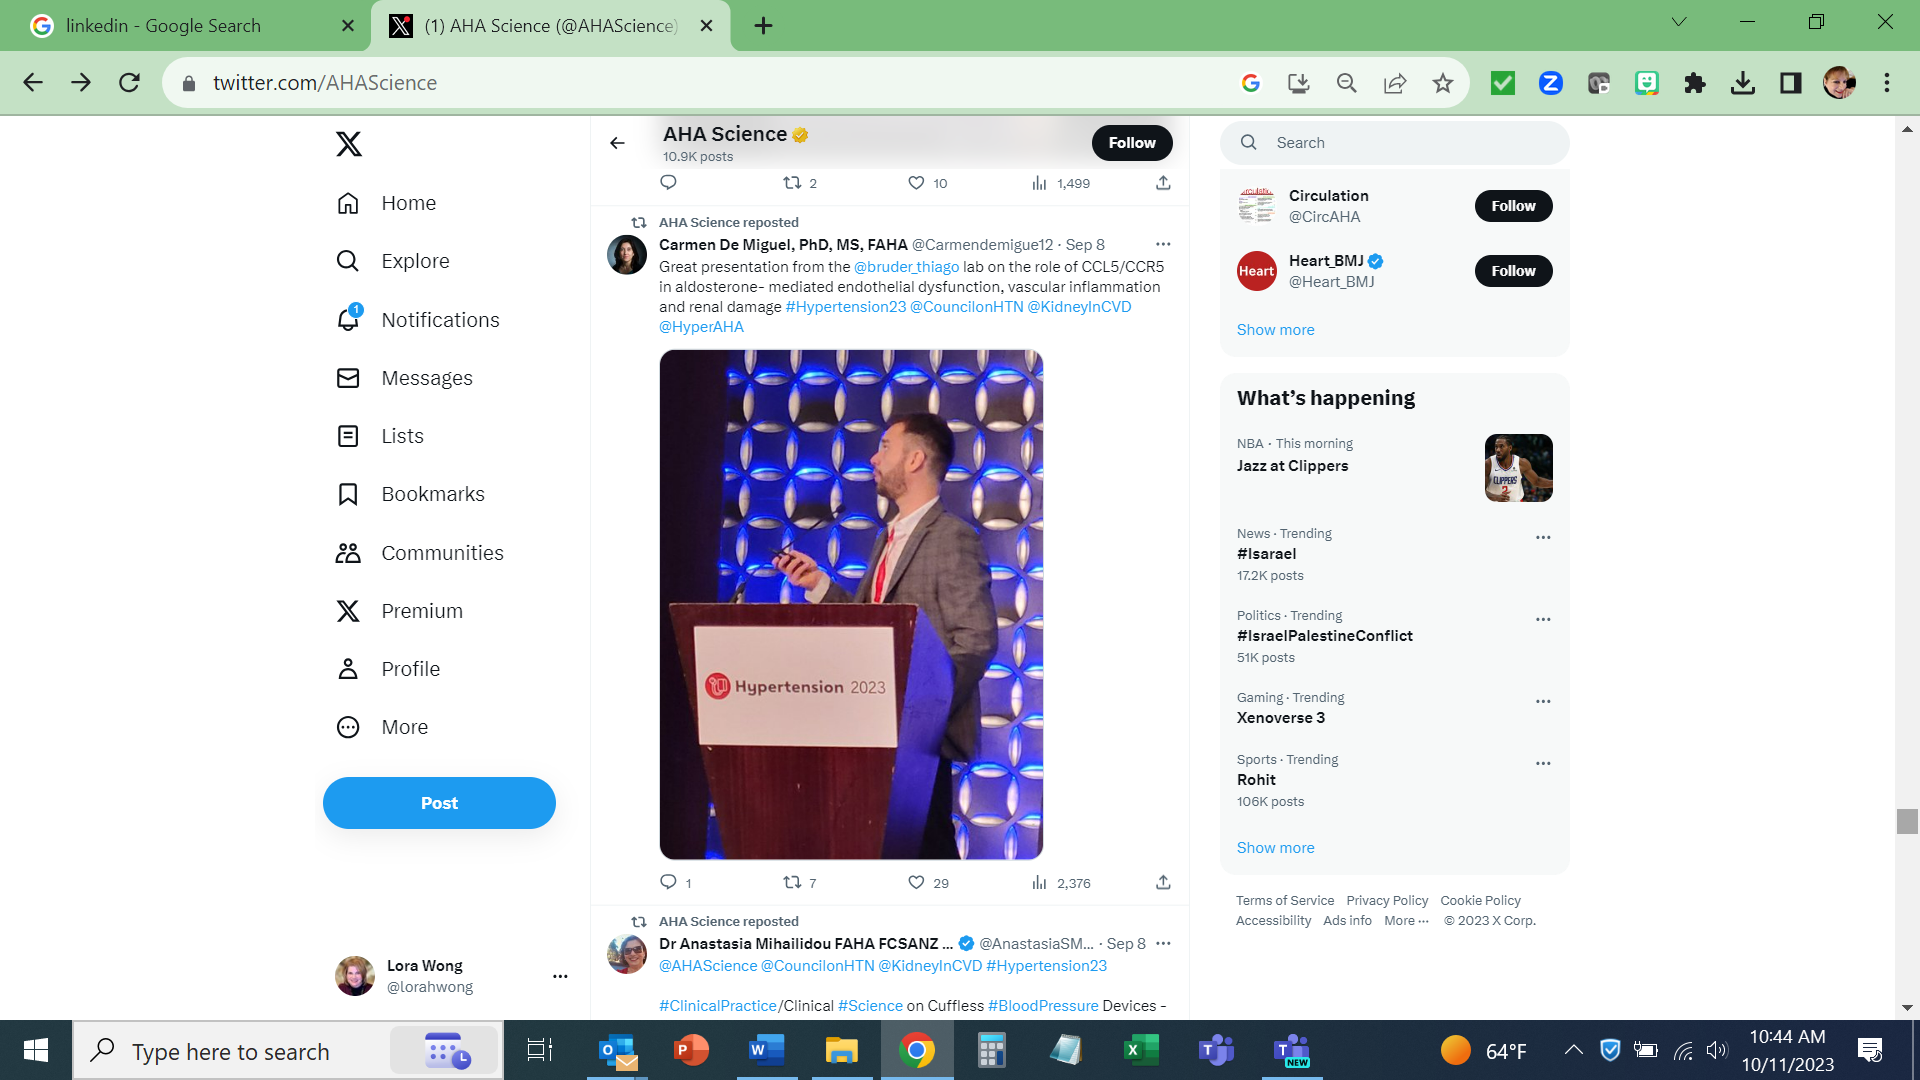 linkedin - Google Search
(1) AHA Science (@AHAScience)
twitter.com/AHAScience
Home
Explore
1
Notifications
Messages
Lists
Bookmarks
Communities
Premium
Profile
More
Post
Lora Wong
@lorahwong
AHA Science
10.9K posts
Follow
2 10 1,499
AHA Science reposted
Carmen De Miguel, PhD, MS, FAHA @Carmendemigue12 · Sep 8
Great presentation from the @bruder_thiago lab on the role of CCL5/CCR5
in aldosterone- mediated endothelial dysfunction, vascular inflammation
and renal damage #Hypertension23 @CouncilonHTN @KidneyInCVD
@HyperAHA
Hypertension 2023
1 7 29 2,376
AHA Science reposted
Dr Anastasia Mihailidou FAHA FCSANZ ... @AnastasiaSM... · Sep 8
@AHAScience @CouncilonHTN @KidneyInCVD #Hypertension23
#ClinicalPractice/Clinical #Science on Cuffless #BloodPressure Devices -
Search
Circulation
@CircAHA
Follow
Heart
Heart_BMJ
@Heart_BMJ
Follow
Show more
What's happening
NBA · This morning
Jazz at Clippers
CLIPPERS
2
News · Trending
#Isarael
17.2K posts
Politics · Trending
#IsraelPalestineConflict
51K posts
Gaming · Trending
Xenoverse 3
Sports · Trending
Rohit
106K posts
Show more
Terms of Service Privacy Policy Cookie Policy
Accessibility Ads info More ··· © 2023 X Corp.
Type here to search
NEW
64°F
10:44 AM
10/11/2023